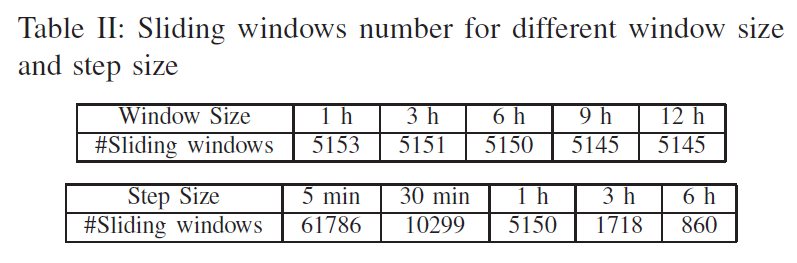 Table II: Sliding windows number for different window size
and step size
Window Size 1 h 3 h 6 h 9 h 12 h
#Sliding windows 5153 5151 5150 5145 5145
Step Size 5 min 30 min 1 h 3 h 6 h
#Sliding windows 61786 10299 5150 1718 860